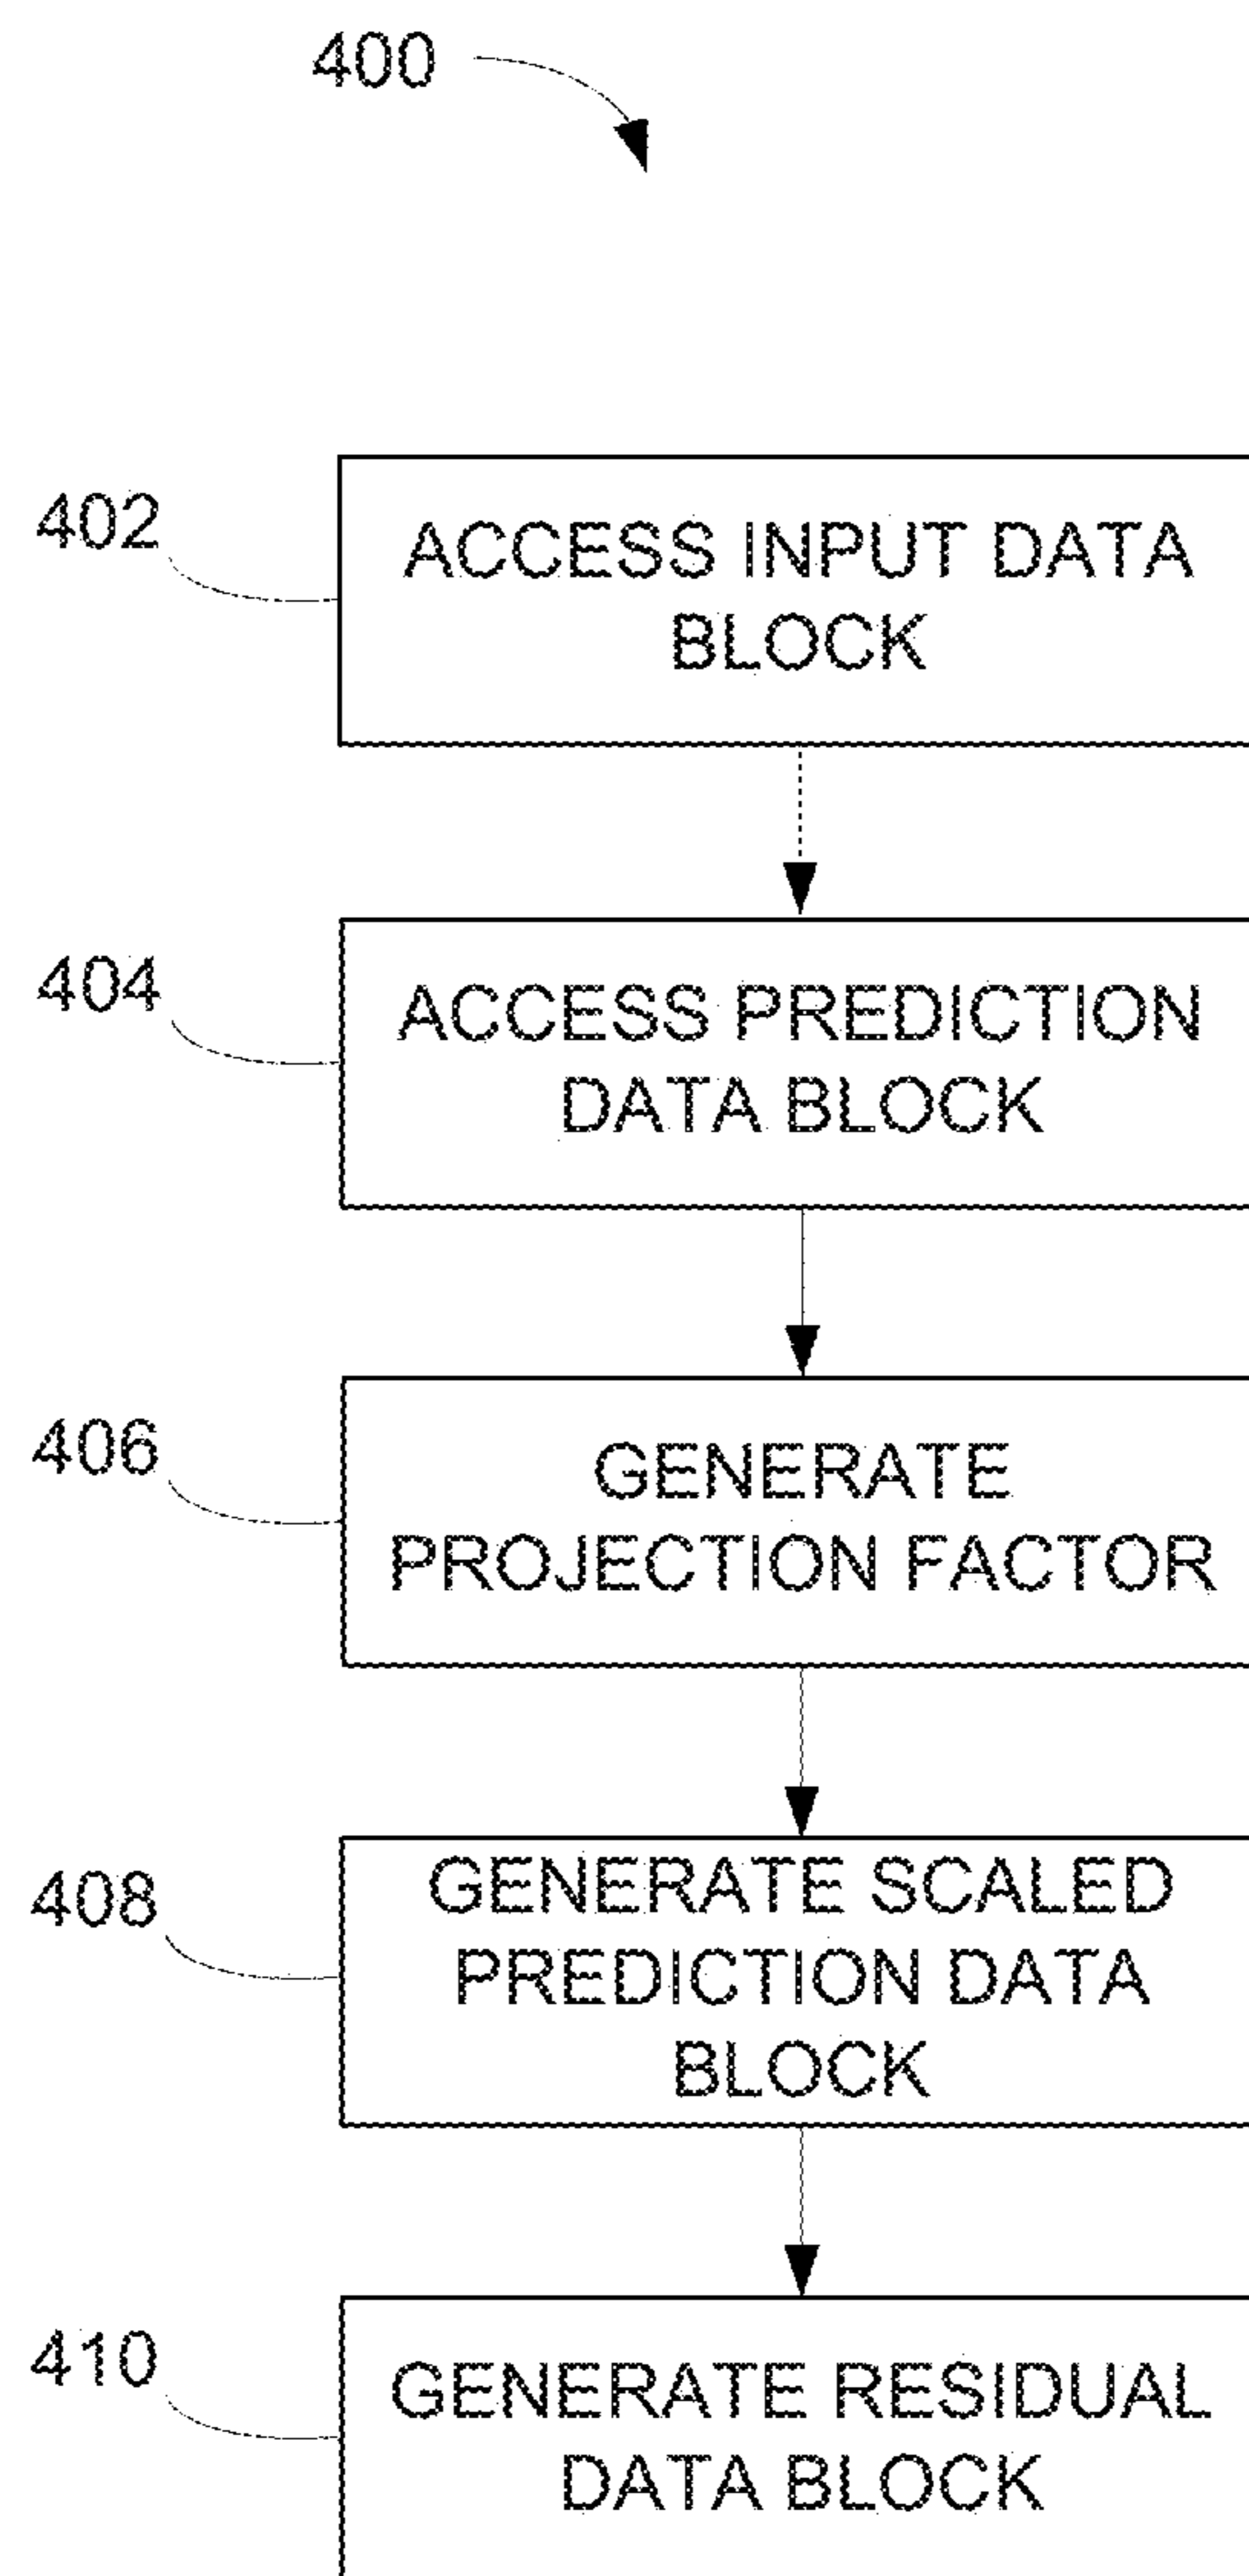 400
402
ACCESS INPUT DATA
BLOCK
404
ACCESS PREDICTION
DATA BLOCK
406
GENERATE
PROJECTION FACTOR
408
GENERATE SCALED
PREDICTION DATA
BLOCK
410
GENERATE RESIDUAL
DATA BLOCK